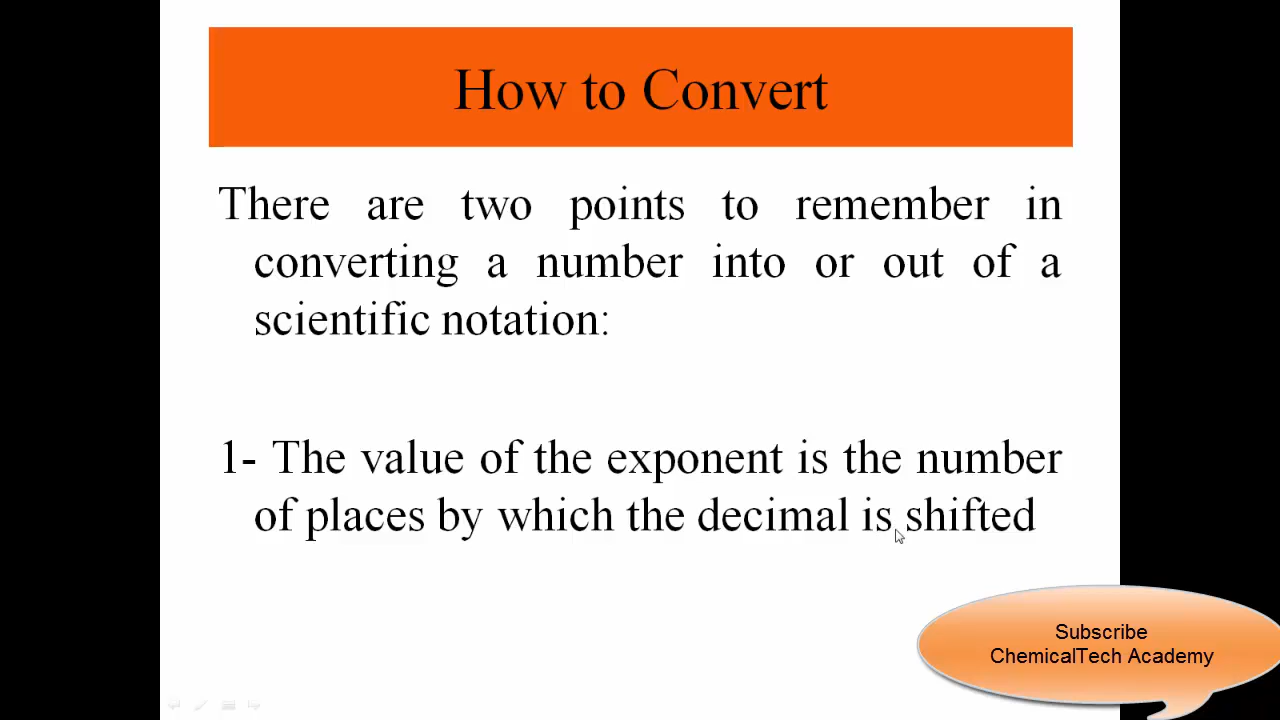 How to Convert
There are two points to remember in
converting a number into or out of a
scientific notation:
1- The value of the exponent is the number
of places by which the decimal is shifted
Subscribe
ChemicalTech Academy